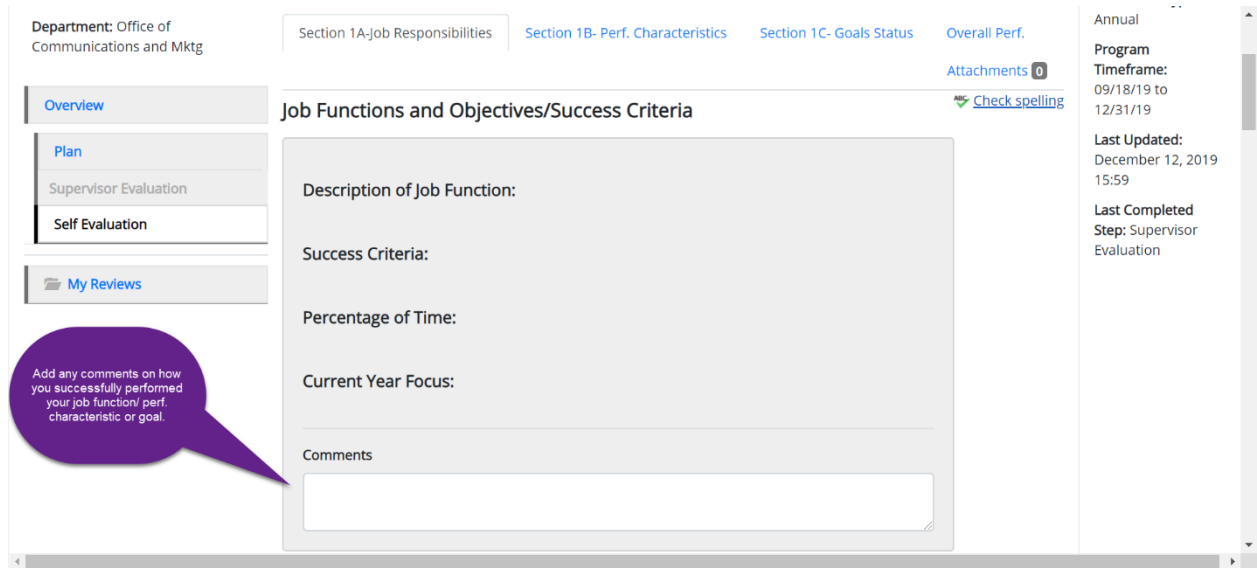 Department: Office of
Communications and Mktg
Overview
Plan
Supervisor Evaluation
Self Evaluation
My Reviews
Add any comments on how
you successfully performed
your job function/ perf.
characteristic or goal.
Section 1A-Job Responsibilities
Section 1B- Perf. Characteristics
Section 1C- Goals Status
Overall Perf.
Attachments 0
ABC Check spelling
Job Functions and Objectives/Success Criteria
Description of Job Function:
Success Criteria:
Percentage of Time:
Current Year Focus:
Comments
Annual
Program
Timeframe:
09/18/19 to
12/31/19
Last Updated:
December 12, 2019
15:59
Last Completed
Step: Supervisor
Evaluation